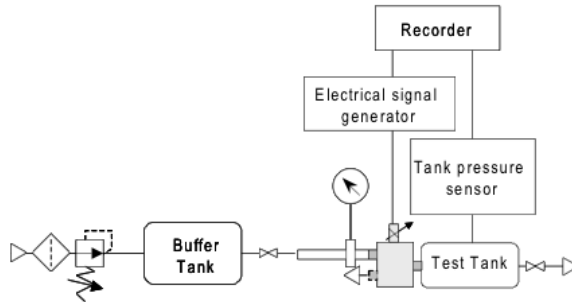 Recorder
Electrical signal
generator
Tank pressure
sensor
Buffer
Tank
Test Tank